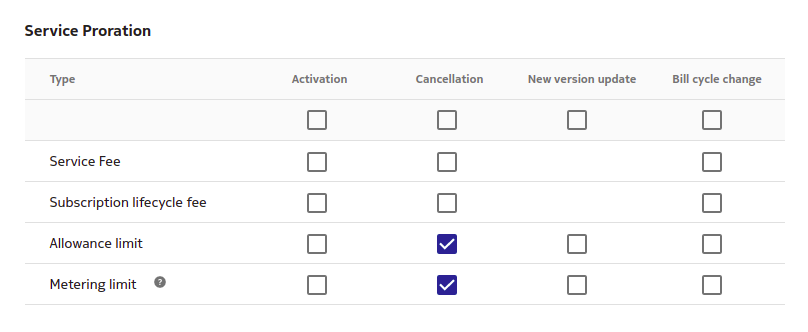 Service Proration
Type Activation Cancellation New version update Bill cycle change
Service Fee
Subscription lifecycle fee
Allowance limit
Metering limit ?